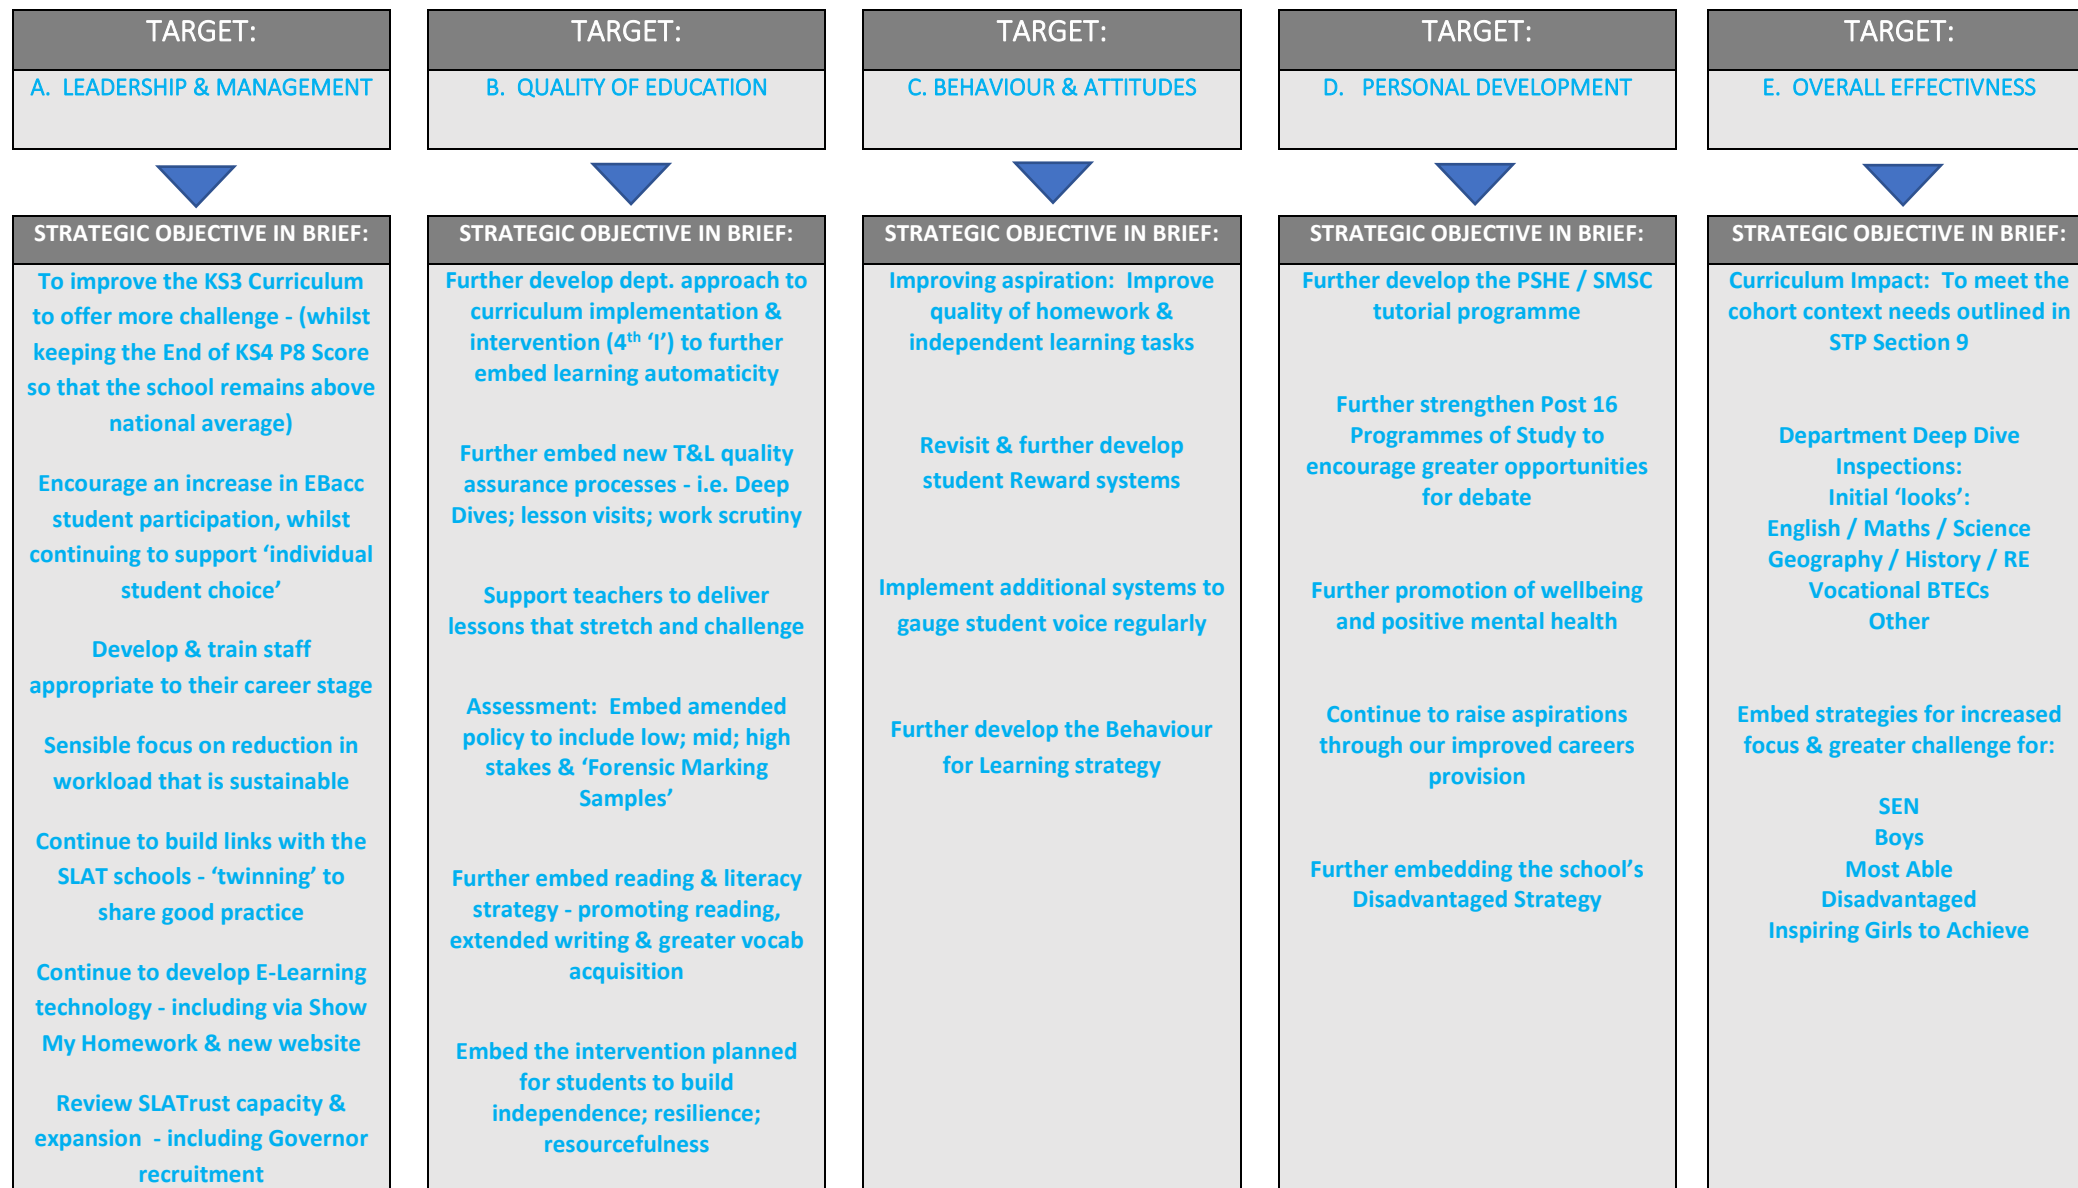 TARGET:
A. LEADERSHIP & MANAGEMENT
STRATEGIC OBJECTIVE IN BRIEF:
To improve the KS3 Curriculum
to offer more challenge - (whilst
keeping the End of KS4 P8 Score
so that the school remains above
national average)
Encourage an increase in EBacc
student participation, whilst
continuing to support ‘individual
student choice’
Develop & train staff
appropriate to their career stage
Sensible focus on reduction in
workload that is sustainable
Continue to build links with the
SLAT schools - ‘twinning’ to
share good practice
Continue to develop E-Learning
technology - including via Show
My Homework & new website
Review SLATrust capacity &
expansion - including Governor
recruitment
TARGET:
B. QUALITY OF EDUCATION
STRATEGIC OBJECTIVE IN BRIEF:
Further develop dept. approach to
curriculum implementation &
intervention (4th ‘I’) to further
embed learning automaticity
Further embed new T&L quality
assurance processes - i.e. Deep
Dives; lesson visits; work scrutiny
Support teachers to deliver
lessons that stretch and challenge
Assessment: Embed amended
policy to include low; mid; high
stakes & ‘Forensic Marking
Samples’
Further embed reading & literacy
strategy - promoting reading,
extended writing & greater vocab
acquisition
Embed the intervention planned
for students to build
independence; resilience;
resourcefulness
TARGET:
C. BEHAVIOUR & ATTITUDES
STRATEGIC OBJECTIVE IN BRIEF:
Improving aspiration: Improve
quality of homework &
independent learning tasks
Revisit & further develop
student Reward systems
Implement additional systems to
gauge student voice regularly
Further develop the Behaviour
for Learning strategy
TARGET:
D. PERSONAL DEVELOPMENT
STRATEGIC OBJECTIVE IN BRIEF:
Further develop the PSHE / SMSC
tutorial programme
Further strengthen Post 16
Programmes of Study to
encourage greater opportunities
for debate
Further promotion of wellbeing
and positive mental health
Continue to raise aspirations
through our improved careers
provision
Further embedding the school’s
Disadvantaged Strategy
TARGET:
E. OVERALL EFFECTIVNESS
STRATEGIC OBJECTIVE IN BRIEF:
Curriculum Impact: To meet the
cohort context needs outlined in
STP Section 9
Department Deep Dive
Inspections:
Initial ‘looks’:
English / Maths / Science
Geography / History / RE
Vocational BTECs
Other
Embed strategies for increased
focus & greater challenge for:
SEN
Boys
Most Able
Disadvantaged
Inspiring Girls to Achieve